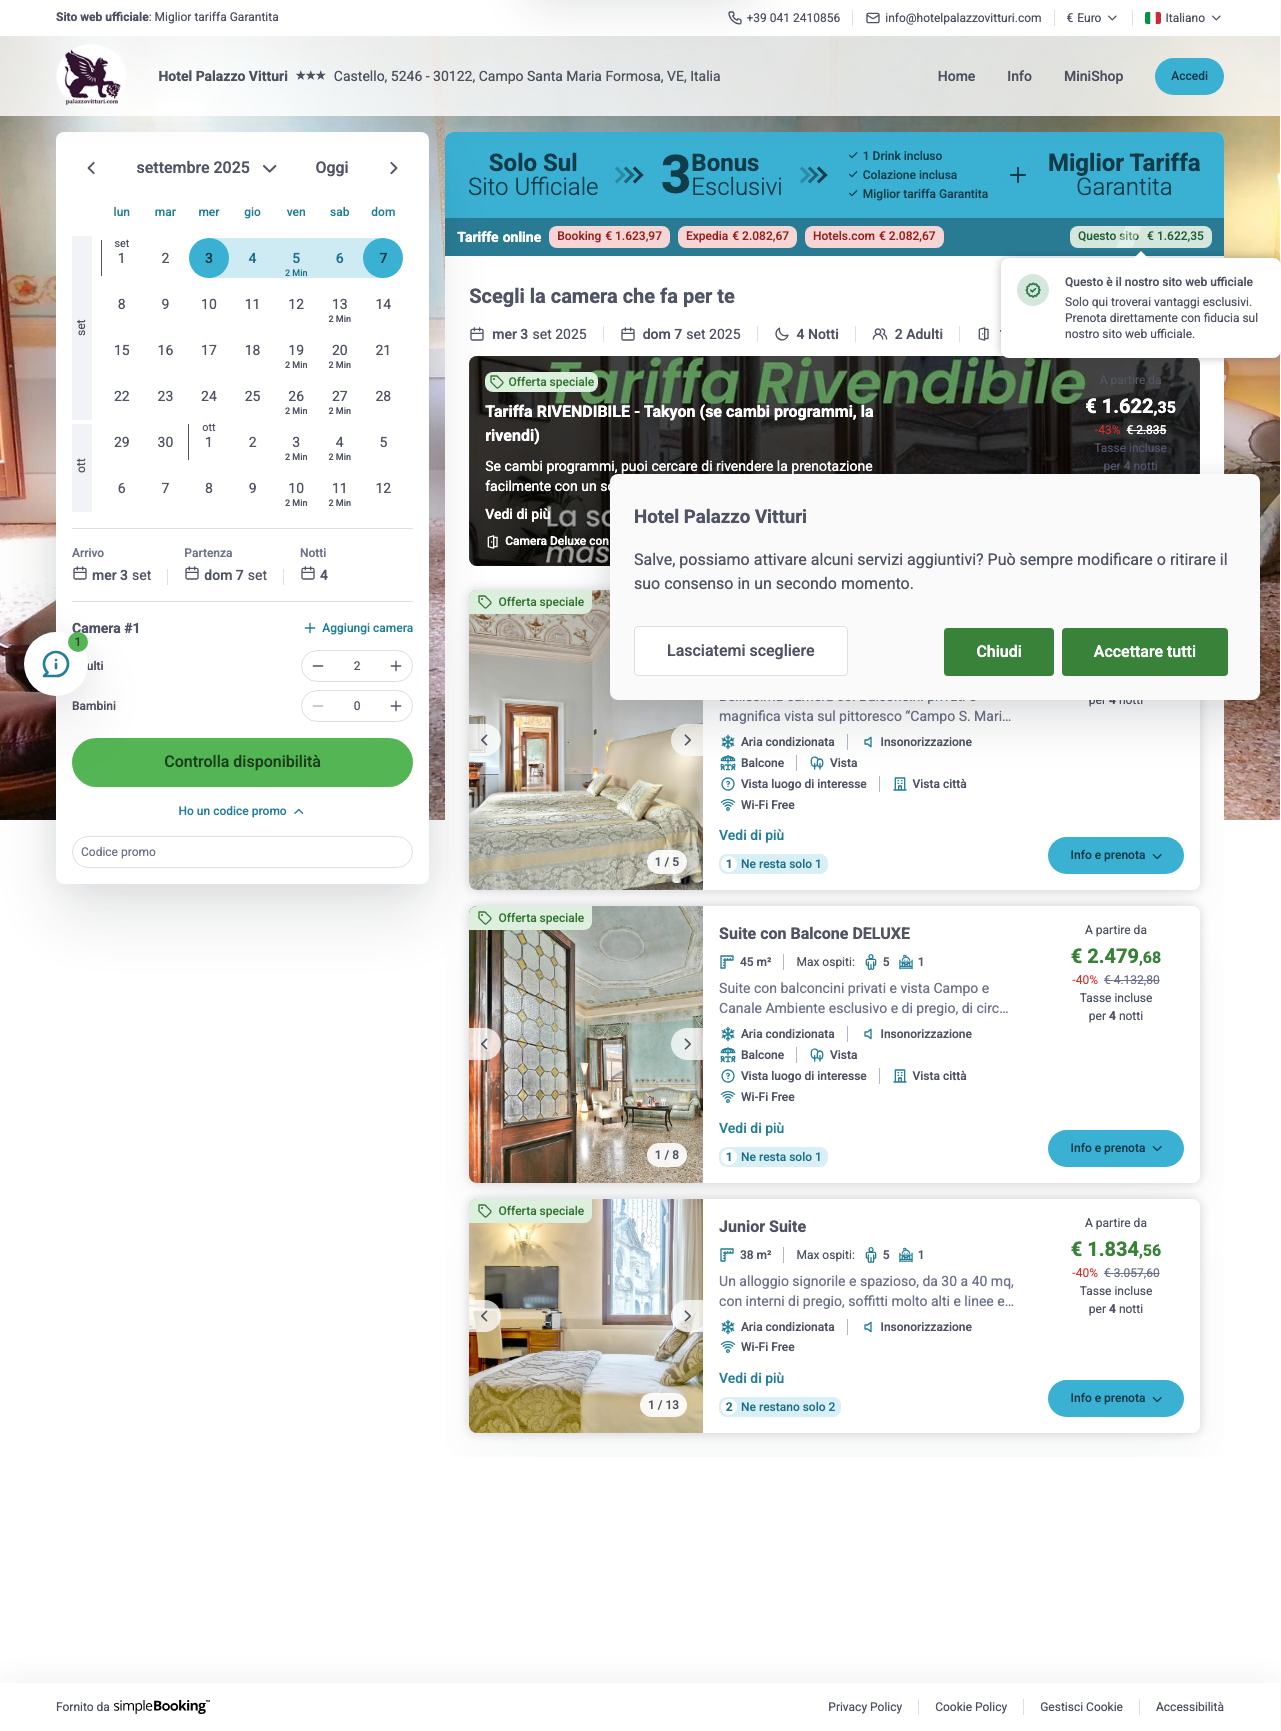 Sito web ufficiale: Miglior tariffa Garantita
+39 041 2410856
info@hotelpalazzovitturi.com
€ Euro
Italiano
palazzovitturi.com
Hotel Palazzo Vitturi ★★★ Castello, 5246 - 30122, Campo Santa Maria Formosa, VE, Italia
Home
Info
MiniShop
Accedi
settembre 2025
Oggi
lun mar mer gio ven sab dom
set
set
1 2 3 4 5 6 7
2 Min
8 9 10 11 12 13 14
2 Min
15 16 17 18 19 20 21
2 Min 2 Min
22 23 24 25 26 27 28
2 Min 2 Min
ott
ott
29 30 1 2 3 4 5
2 Min 2 Min
6 7 8 9 10 11 12
2 Min 2 Min
Arrivo
mer 3 set
Partenza
dom 7 set
Notti
4
Camera #1
Aggiungi camera
1
ulti
2
Bambini
0
Controlla disponibilità
Ho un codice promo
Codice promo
Solo Sul
Sito Ufficiale
3 Bonus
Esclusivi
1 Drink incluso
Colazione inclusa
Miglior tariffa Garantita
Miglior Tariffa
Garantita
Tariffe online
Booking € 1.623,97
Expedia € 2.082,67
Hotels.com € 2.082,67
Questo sito € 1.622,35
Questo è il nostro sito web ufficiale
Solo qui troverai vantaggi esclusivi.
Prenota direttamente con fiducia sul
nostro sito web ufficiale.
Scegli la camera che fa per te
mer 3 set 2025
dom 7 set 2025
4 Notti
2 Adulti
Tariffa Rivendibile
Offerta speciale
Tariffa RIVENDIBILE - Takyon (se cambi programmi, la
rivendi)
Se cambi programmi, puoi cercare di rivendere la prenotazione
facilmente con un
Vedi di più
Camera Deluxe con
A partire da
€ 1.622,35
-43% € 2.835
Tasse incluse
per 4 notti
Hotel Palazzo Vitturi
Salve, possiamo attivare alcuni servizi aggiuntivi? Può sempre modificare o ritirare il
suo consenso in un secondo momento.
Lasciatemi scegliere
Chiudi
Accettare tutti
Offerta speciale
magnifica vista sul pittoresco “Campo S. Mari...
per 4 notti
Aria condizionata
Insonorizzazione
Balcone
Vista
Vista luogo di interesse
Vista città
Wi-Fi Free
Vedi di più
1 Ne resta solo 1
Info e prenota
1 / 5
Offerta speciale
Suite con Balcone DELUXE
45 m²
Max ospiti: 5 1
Suite con balconcini privati e vista Campo e
Canale Ambiente esclusivo e di pregio, di circ...
Aria condizionata
Insonorizzazione
Balcone
Vista
Vista luogo di interesse
Vista città
Wi-Fi Free
Vedi di più
1 Ne resta solo 1
A partire da
€ 2.479,68
-40% € 4.132,80
Tasse incluse
per 4 notti
Info e prenota
1 / 8
Offerta speciale
Junior Suite
38 m²
Max ospiti: 5 1
Un alloggio signorile e spazioso, da 30 a 40 mq,
con interni di pregio, soffitti molto alti e linee e...
Aria condizionata
Insonorizzazione
Wi-Fi Free
Vedi di più
2 Ne restano solo 2
A partire da
€ 1.834,56
-40% € 3.057,60
Tasse incluse
per 4 notti
Info e prenota
1 / 13
Fornito da simpleBooking™
Privacy Policy
Cookie Policy
Gestisci Cookie
Accessibilità